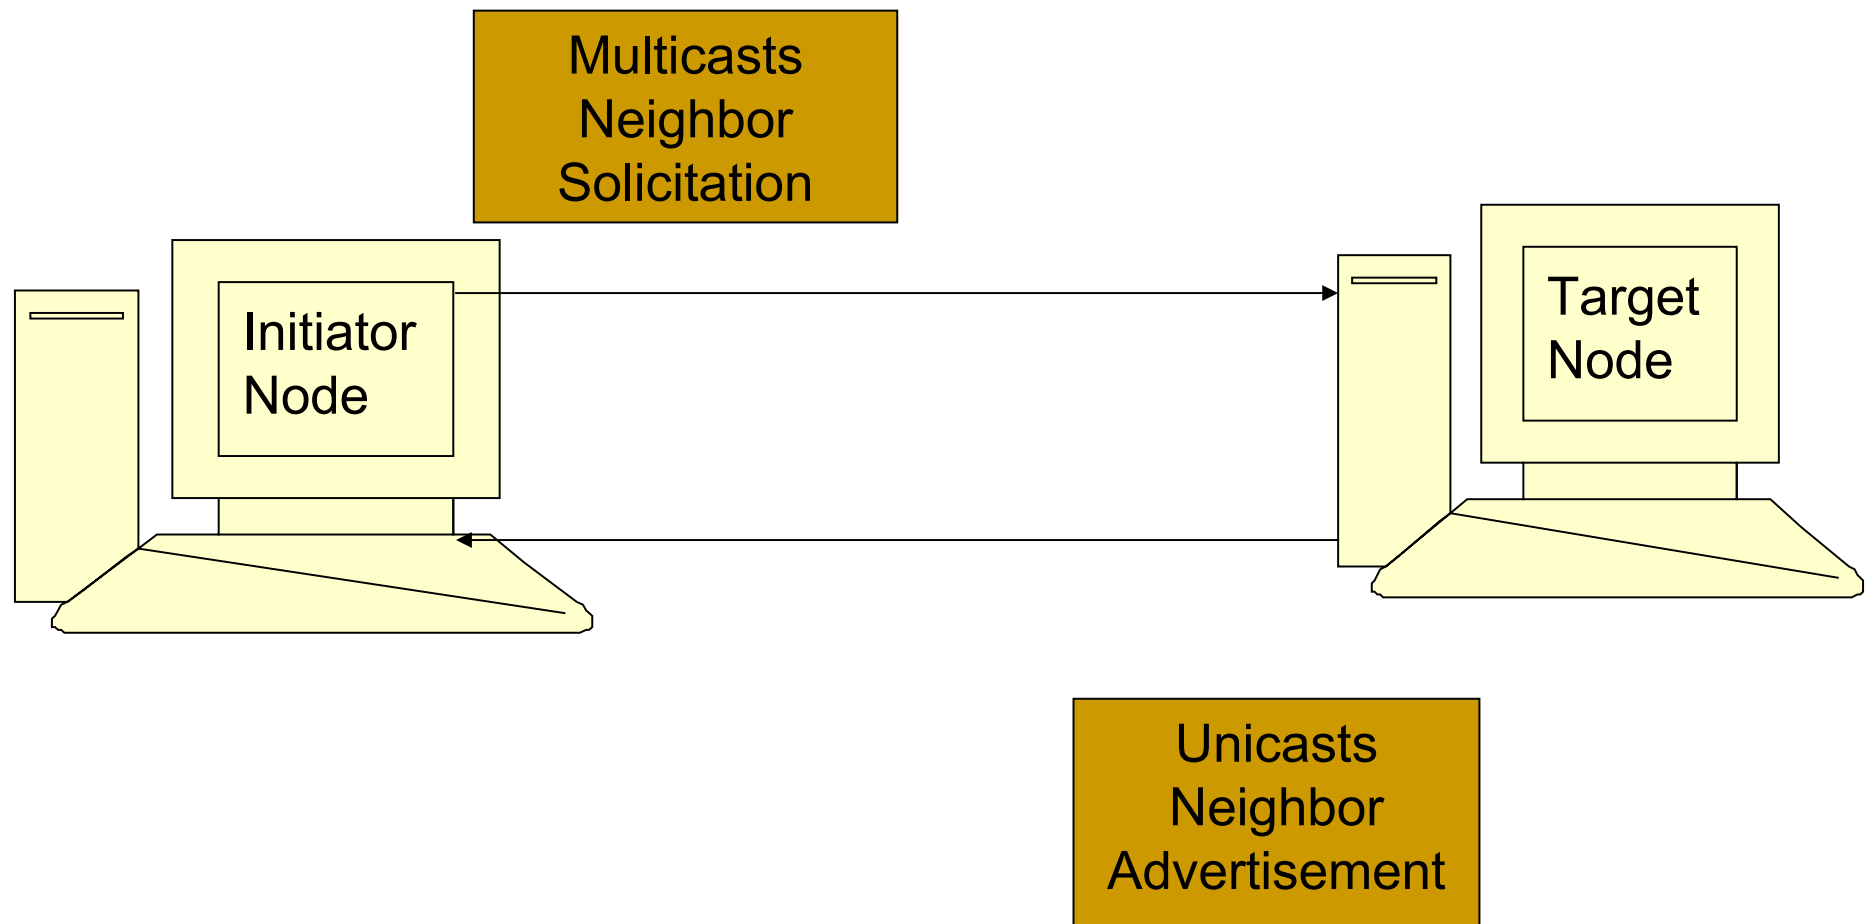 Multicasts
Neighbor
Solicitation
Initiator
Node
Target
Node
Unicasts
Neighbor
Advertisement